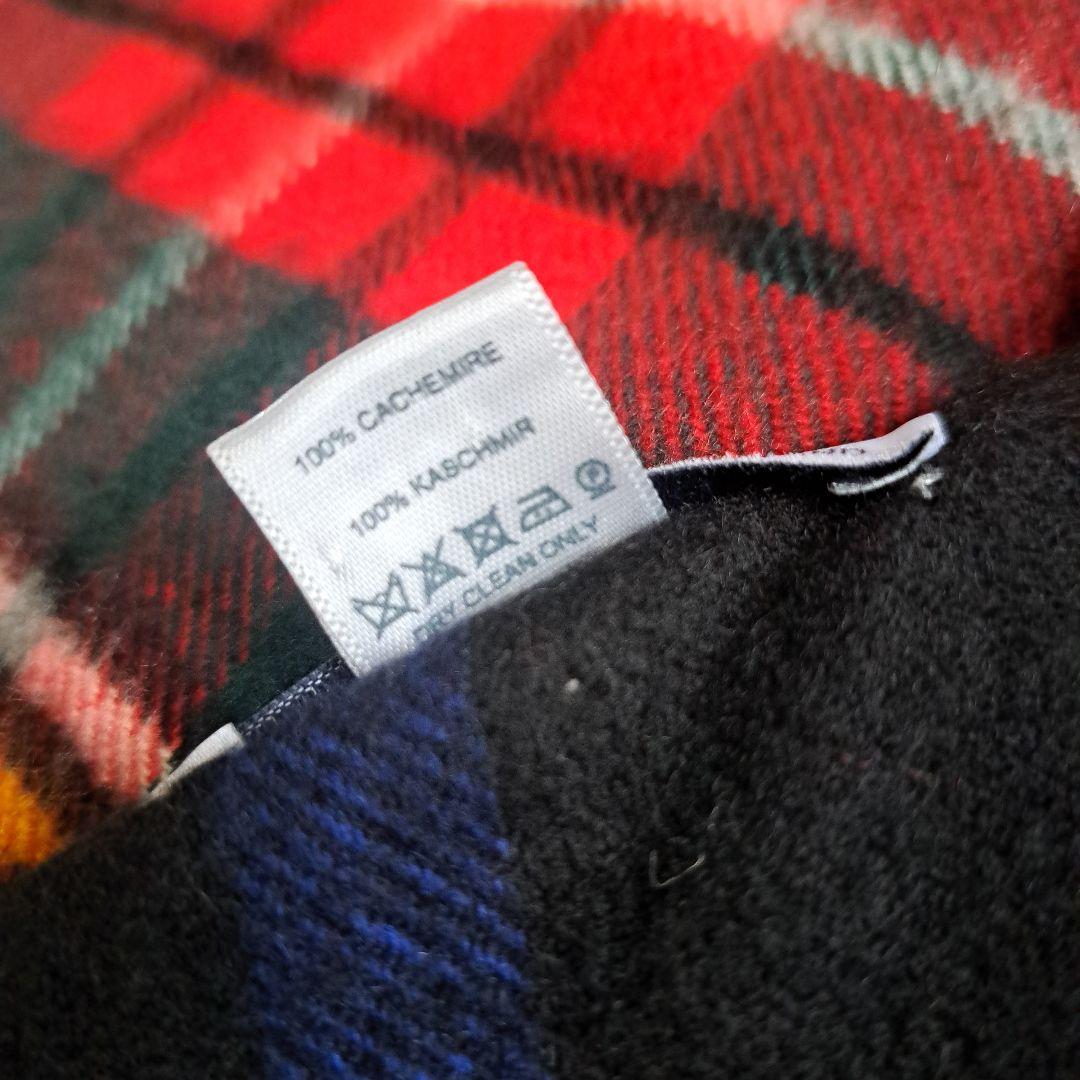 100% CACHEMIRE
100% KASCHMIR
P
DRY CLEAN ONLY